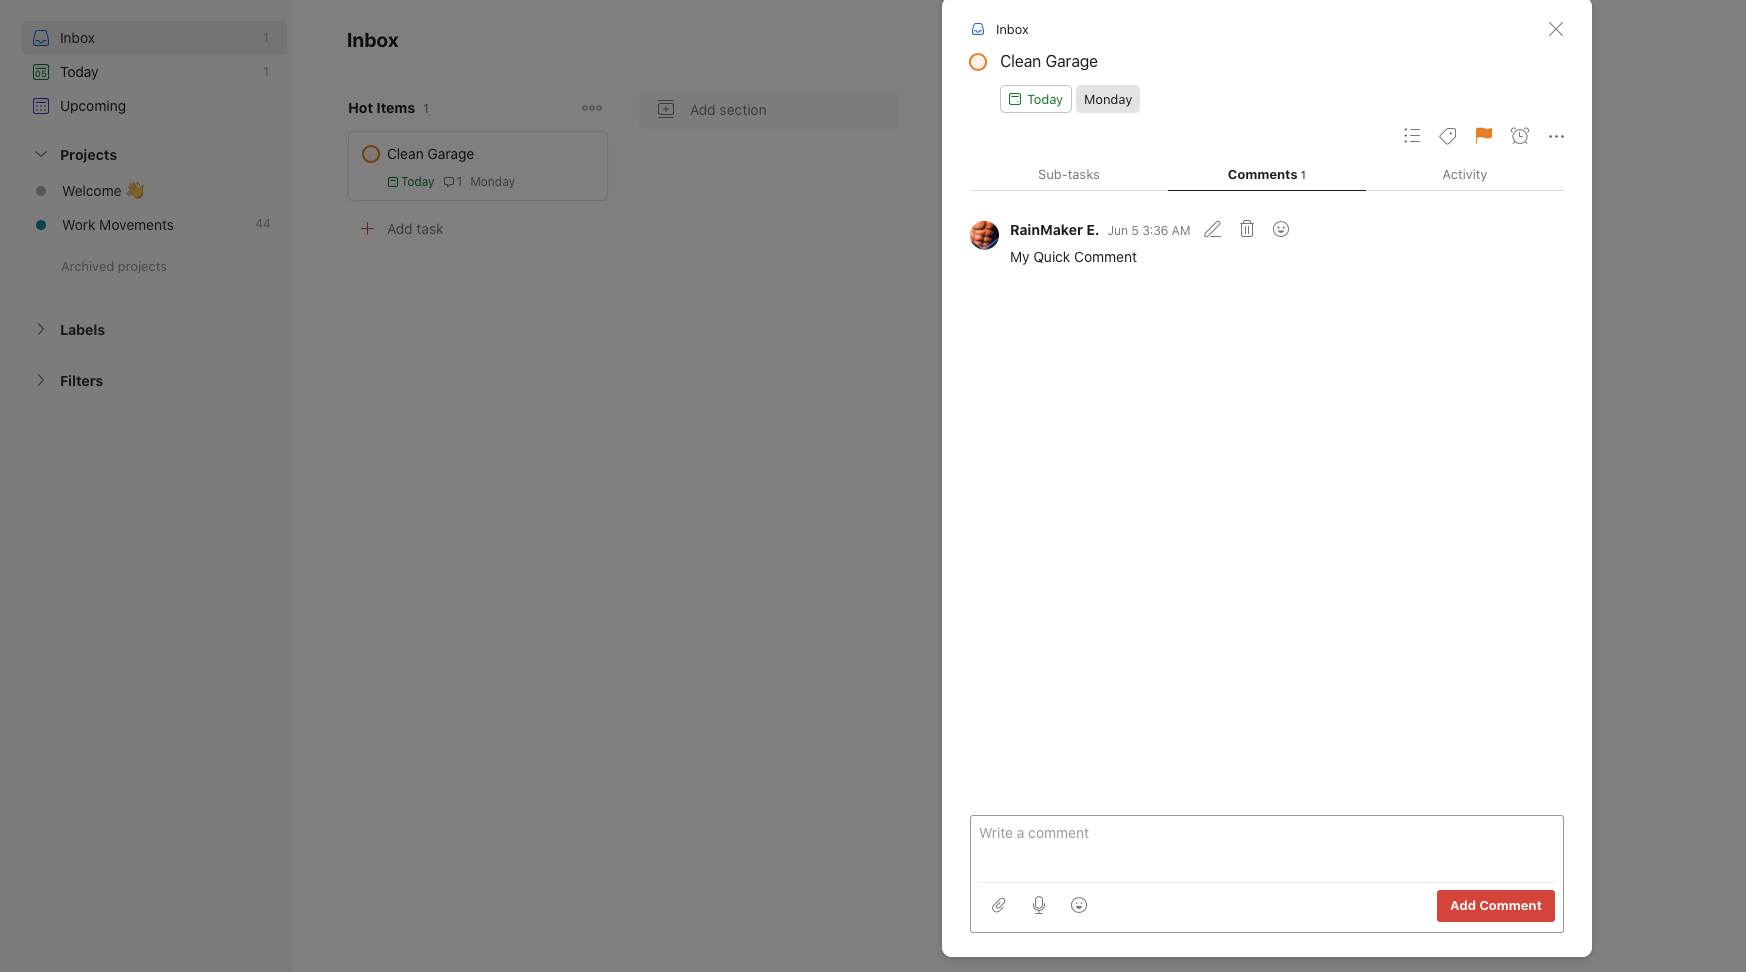 Inbox 1
05 Today 1
Upcoming
Projects
Welcome 👋
Work Movements 44
Archived projects
Labels
Filters
Inbox
Hot Items 1
Clean Garage
Today 1 Monday
Add task
Add section
Inbox
Clean Garage
Today Monday
Sub-tasks Comments 1 Activity
RainMaker E. Jun 5 3:36 AM
My Quick Comment
Write a comment
Add Comment